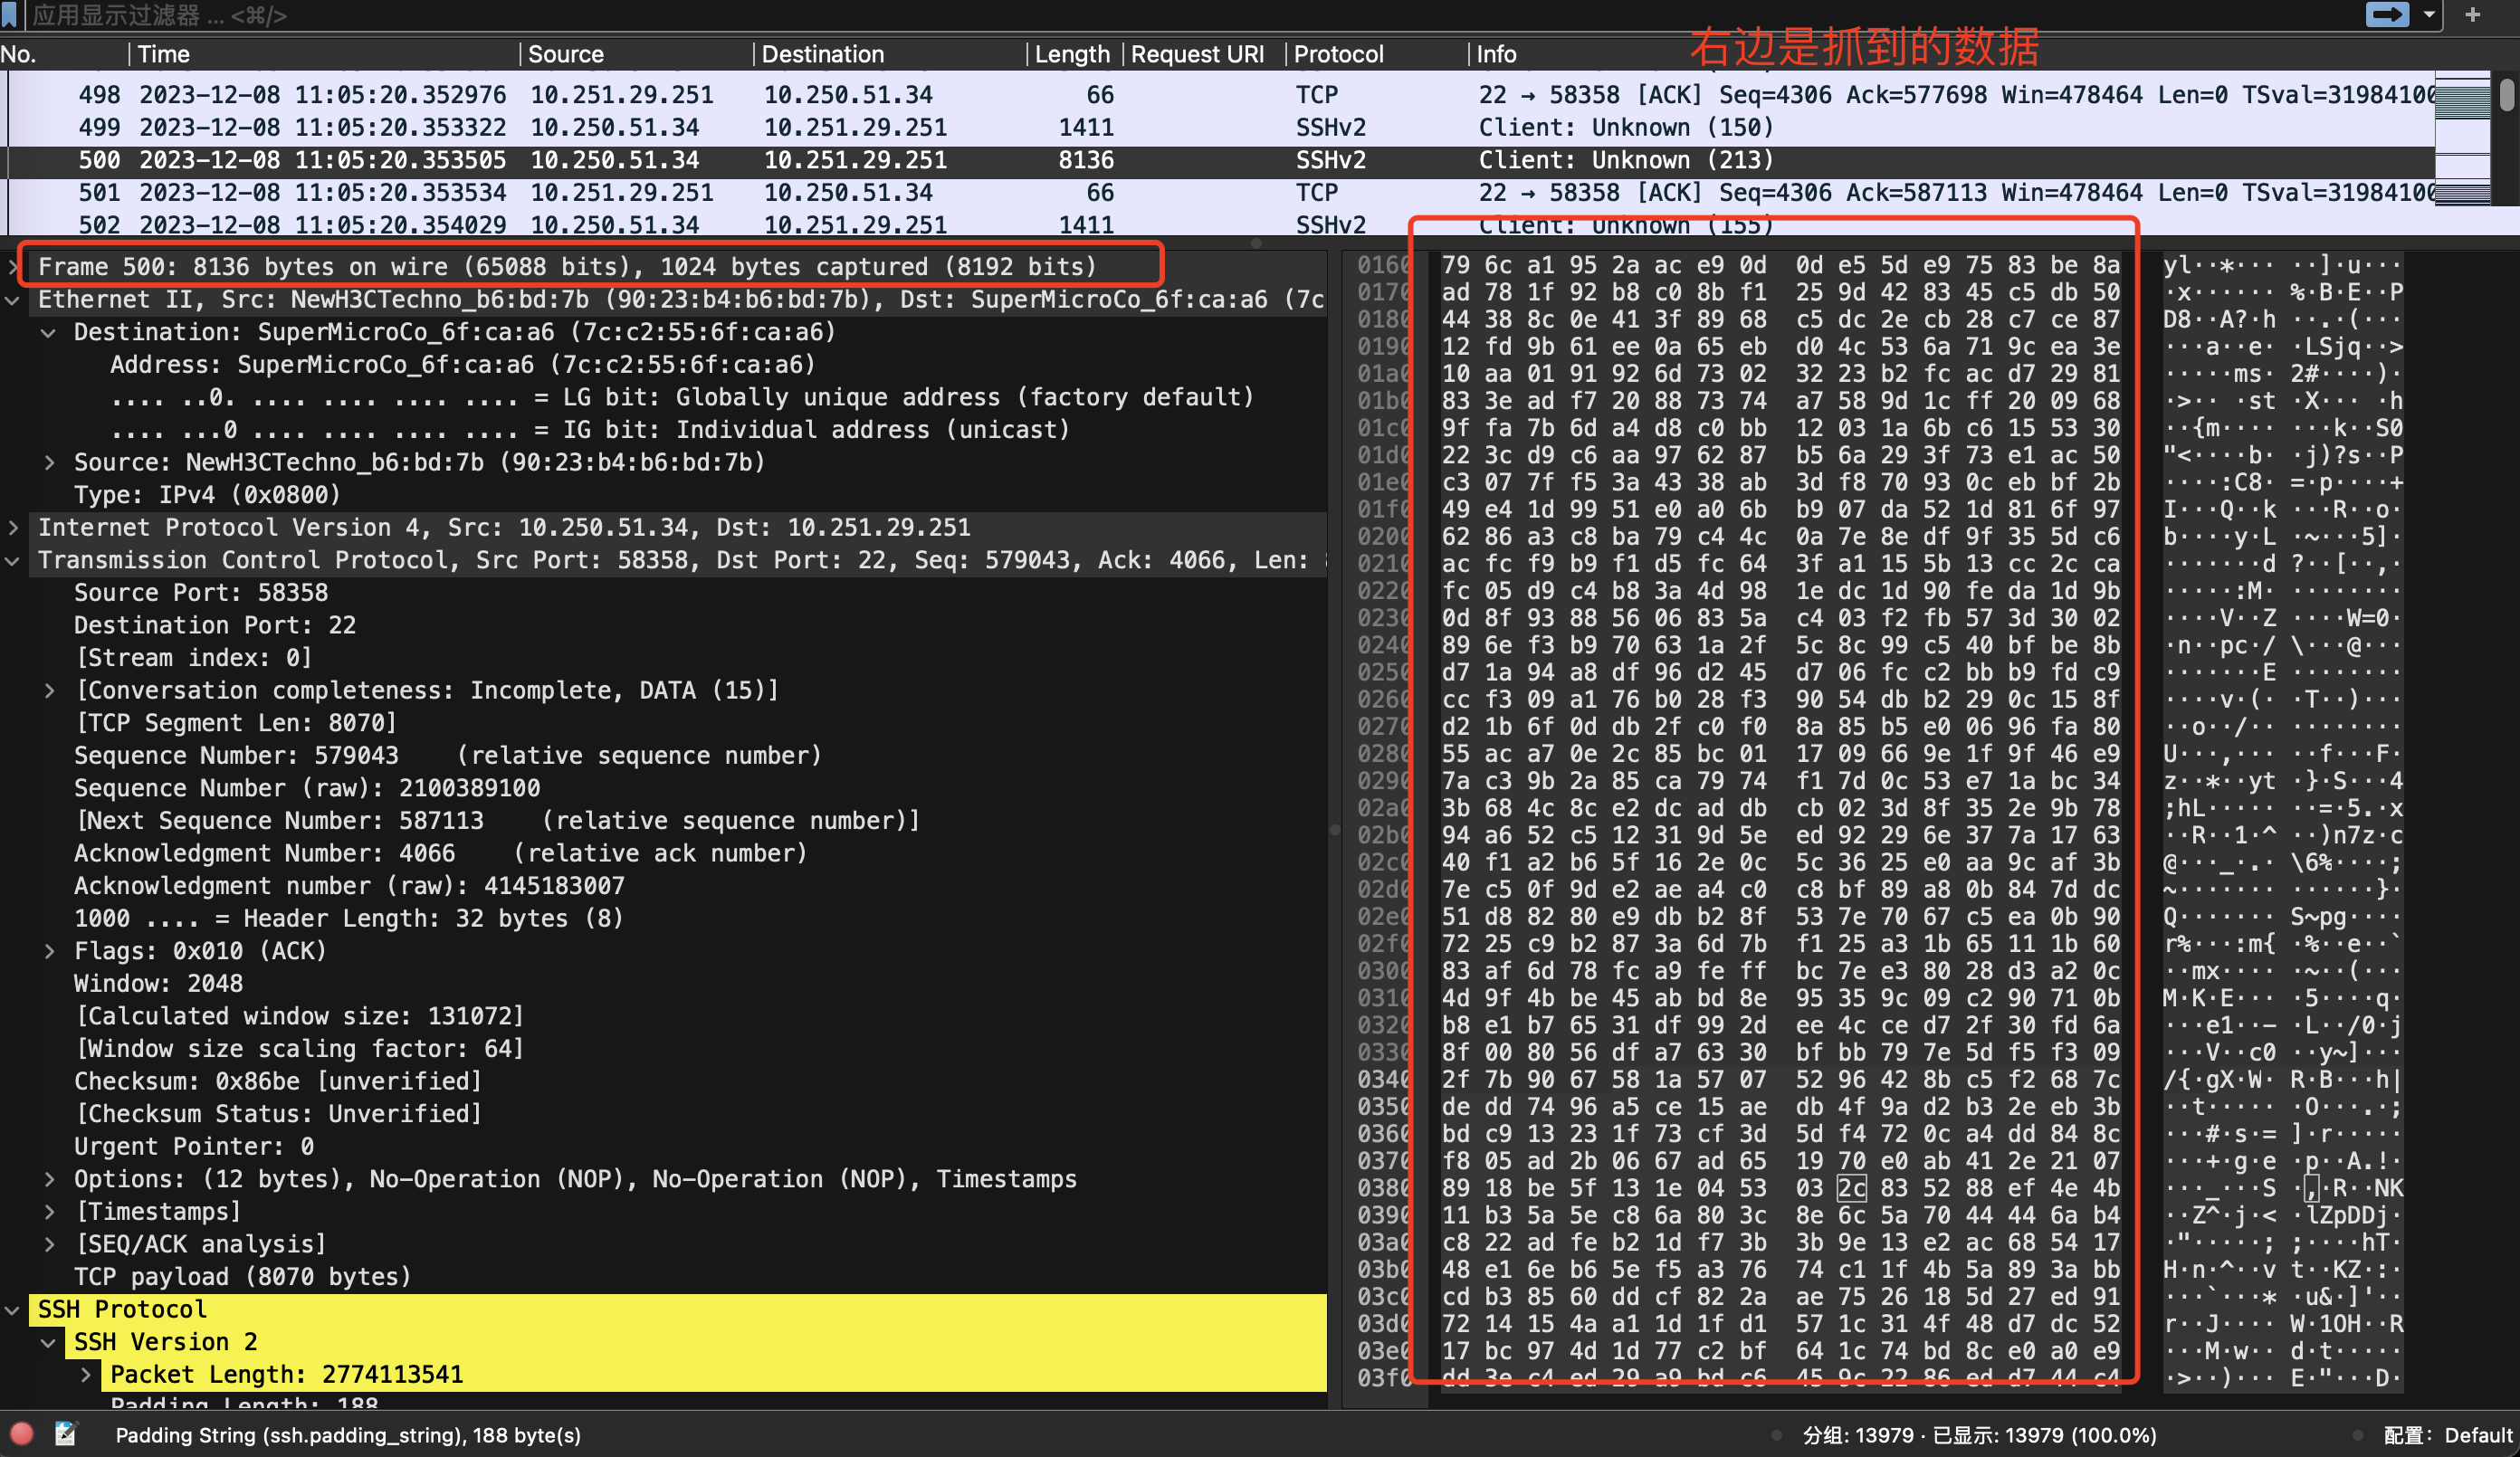 应用显示过滤器 … <⌘/>
右边是抓到的数据
No. Time Source Destination Length Request URI Protocol Info
498 2023-12-08 11:05:20.352976 10.251.29.251 10.250.51.34 66 TCP 22 → 58358 [ACK] Seq=4306 Ack=577698 Win=478464 Len=0 TSval=31984100
499 2023-12-08 11:05:20.353322 10.250.51.34 10.251.29.251 1411 SSHv2 Client: Unknown (150)
500 2023-12-08 11:05:20.353505 10.250.51.34 10.251.29.251 8136 SSHv2 Client: Unknown (213)
501 2023-12-08 11:05:20.353534 10.251.29.251 10.250.51.34 66 TCP 22 → 58358 [ACK] Seq=4306 Ack=587113 Win=478464 Len=0 TSval=31984100
502 2023-12-08 11:05:20.354029 10.250.51.34 10.251.29.251 1411 SSHv2 Client: Unknown (155)
Frame 500: 8136 bytes on wire (65088 bits), 1024 bytes captured (8192 bits)
Ethernet II, Src: NewH3CTechno_b6:bd:7b (90:23:b4:b6:bd:7b), Dst: SuperMicroCo_6f:ca:a6 (7c
Destination: SuperMicroCo_6f:ca:a6 (7c:c2:55:6f:ca:a6)
Address: SuperMicroCo_6f:ca:a6 (7c:c2:55:6f:ca:a6)
.... ..0. .... .... .... .... = LG bit: Globally unique address (factory default)
.... ...0 .... .... .... .... = IG bit: Individual address (unicast)
Source: NewH3CTechno_b6:bd:7b (90:23:b4:b6:bd:7b)
Type: IPv4 (0x0800)
Internet Protocol Version 4, Src: 10.250.51.34, Dst: 10.251.29.251
Transmission Control Protocol, Src Port: 58358, Dst Port: 22, Seq: 579043, Ack: 4066, Len:
Source Port: 58358
Destination Port: 22
[Stream index: 0]
[Conversation completeness: Incomplete, DATA (15)]
[TCP Segment Len: 8070]
Sequence Number: 579043 (relative sequence number)
Sequence Number (raw): 2100389100
[Next Sequence Number: 587113 (relative sequence number)]
Acknowledgment Number: 4066 (relative ack number)
Acknowledgment number (raw): 4145183007
1000 .... = Header Length: 32 bytes (8)
Flags: 0x010 (ACK)
Window: 2048
[Calculated window size: 131072]
[Window size scaling factor: 64]
Checksum: 0x86be [unverified]
[Checksum Status: Unverified]
Urgent Pointer: 0
Options: (12 bytes), No-Operation (NOP), No-Operation (NOP), Timestamps
[Timestamps]
[SEQ/ACK analysis]
TCP payload (8070 bytes)
SSH Protocol
SSH Version 2
Packet Length: 2774113541
Padding Length: 188
0160 79 6c a1 95 2a ac e9 0d 0d e5 5d e9 75 83 be 8a yl··*··· ··]·u···
0170 ad 78 1f 92 b8 c0 8b f1 25 9d 42 83 45 c5 db 50 ·x······ %·B·E··P
0180 44 38 8c 0e 41 3f 89 68 c5 dc 2e cb 28 c7 ce 87 D8··A?·h ··.·(···
0190 12 fd 9b 61 ee 0a 65 eb d0 4c 53 6a 71 9c ea 3e ···a··e· ·LSjq··>
01a0 10 aa 01 91 92 6d 73 02 32 23 b2 fc ac d7 29 81 ·····ms· 2#····)·
01b0 83 3e ad f7 20 88 73 74 a7 58 9d 1c ff 20 09 68 ·>·· ·st ·X··· ·h
01c0 9f fa 7b 6d a4 d8 c0 bb 12 03 1a 6b c6 15 53 30 ··{m···· ···k··S0
01d0 22 3c d9 c6 aa 97 62 87 b5 6a 29 3f 73 e1 ac 50 "<····b· ·j)?s··P
01e0 c3 07 7f f5 3a 43 38 ab 3d f8 70 93 0c eb bf 2b ····:C8· =·p····+
01f0 49 e4 1d 99 51 e0 a0 6b b9 07 da 52 1d 81 6f 97 I···Q··k ···R··o·
0200 62 86 a3 c8 ba 79 c4 4c 0a 7e 8e df 9f 35 5d c6 b····y·L ·~···5]·
0210 ac fc f9 b9 f1 d5 fc 64 3f a1 15 5b 13 cc 2c ca ·······d ?··[··,·
0220 fc 05 d9 c4 b8 3a 4d 98 1e dc 1d 90 fe da 1d 9b ·····:M· ········
0230 0d 8f 93 88 56 06 83 5a c4 03 f2 fb 57 3d 30 02 ····V··Z ····W=0·
0240 89 6e f3 b9 70 63 1a 2f 5c 8c 99 c5 40 bf be 8b ·n··pc·/ \···@···
0250 d7 1a 94 a8 df 96 d2 45 d7 06 fc c2 bb b9 fd c9 ·······E ········
0260 cc f3 09 a1 76 b0 28 f3 90 54 db b2 29 0c 15 8f ····v·(· ·T··)···
0270 d2 1b 6f 0d db 2f c0 f0 8a 85 b5 e0 06 96 fa 80 ··o··/·· ········
0280 55 ac a7 0e 2c 85 bc 01 17 09 66 9e 1f 9f 46 e9 U···,··· ··f···F·
0290 7a c3 9b 2a 85 ca 79 74 f1 7d 0c 53 e7 1a bc 34 z··*··yt ·}·S···4
02a0 3b 68 4c 8c e2 dc ad db cb 02 3d 8f 35 2e 9b 78 ;hL····· ··=·5.·x
02b0 94 a6 52 c5 12 31 9d 5e ed 92 29 6e 37 7a 17 63 ··R··1·^ ··)n7z·c
02c0 40 f1 a2 b6 5f 16 2e 0c 5c 36 25 e0 aa 9c af 3b @···_·.· \6%····;
02d0 7e c5 0f 9d e2 ae a4 c0 c8 bf 89 a8 0b 84 7d dc ~······· ······}·
02e0 51 d8 82 80 e9 db b2 8f 53 7e 70 67 c5 ea 0b 90 Q······· S~pg····
02f0 72 25 c9 b2 87 3a 6d 7b f1 25 a3 1b 65 11 1b 60 r%···:m{ ·%··e··`
0300 83 af 6d 78 fc a9 fe ff bc 7e e3 80 28 d3 a2 0c ··mx···· ·~··(···
0310 4d 9f 4b be 45 ab bd 8e 95 35 9c 09 c2 90 71 0b M·K·E··· ·5····q·
0320 b8 e1 b7 65 31 df 99 2d ee 4c ce d7 2f 30 fd 6a ···e1··- ·L··/0·j
0330 8f 00 80 56 df a7 63 30 bf bb 79 7e 5d f5 f3 09 ···V··c0 ··y~]···
0340 2f 7b 90 67 58 1a 57 07 52 96 42 8b c5 f2 68 7c /{·gX·W· R·B···h|
0350 de dd 74 96 a5 ce 15 ae db 4f 9a d2 b3 2e eb 3b ··t····· ·O···.·;
0360 bd c9 13 23 1f 73 cf 3d 5d f4 72 0c a4 dd 84 8c ···#·s·= ]·r·····
0370 f8 05 ad 2b 06 67 ad 65 19 70 e0 ab 41 2e 21 07 ···+·g·e ·p··A.!·
0380 89 18 be 5f 13 1e 04 53 03 2c 83 52 88 ef 4e 4b ···_···S ·,·R··NK
0390 11 b3 5a 5e c8 6a 80 3c 8e 6c 5a 70 44 44 6a b4 ··Z^·j·< ·lZpDDj·
03a0 c8 22 ad fe b2 1d f7 3b 3b 9e 13 e2 ac 68 54 17 ·"·····; ;····hT·
03b0 48 e1 6e b6 5e f5 a3 76 74 c1 1f 4b 5a 89 3a bb H·n·^··v t··KZ·:·
03c0 cd b3 85 60 dd cf 82 2a ae 75 26 18 5d 27 ed 91 ···`···* ·u&·]'··
03d0 72 14 15 4a a1 1d 1f d1 57 1c 31 4f 48 d7 dc 52 r··J···· W·1OH··R
03e0 17 bc 97 4d 1d 77 c2 bf 64 1c 74 bd 8c e0 a0 e9 ···M·w·· d·t·····
03f0 dd 3e c4 ed 29 a9 bd c6 45 9c 22 86 ed d7 44 c4 ·>··)··· E·"···D·
Padding String (ssh.padding_string), 188 byte(s)
分组: 13979 · 已显示: 13979 (100.0%)
配置: Default